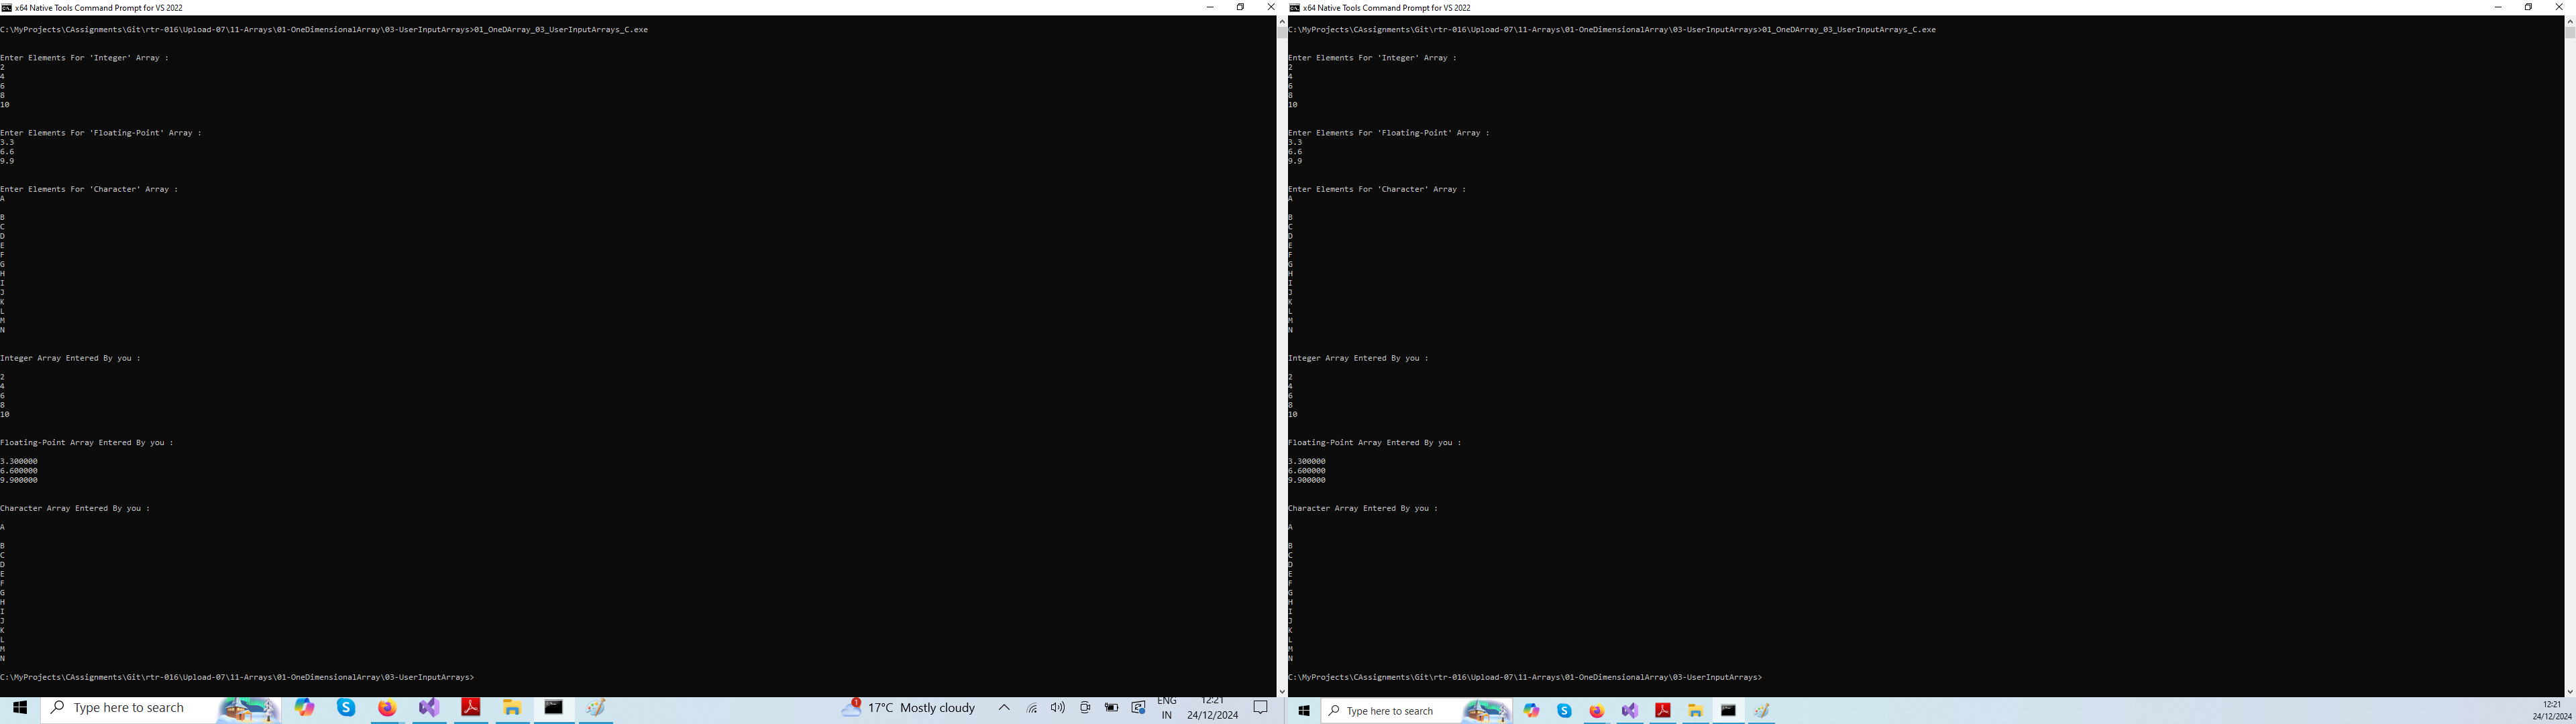 x64 Native Tools Command Prompt for VS 2022
C:\MyProjects\CAssignments\Git\rtr-016\Upload-07\11-Arrays\01-OneDimensionalArray\03-UserInputArrays>01_OneDArray_03_UserInputArrays_C.exe
Enter Elements For 'Integer' Array :
2
4
6
8
10
Enter Elements For 'Floating-Point' Array :
3.3
6.6
9.9
Enter Elements For 'Character' Array :
A
B
C
D
E
F
G
H
I
J
K
L
M
N
Integer Array Entered By you :
2
4
6
8
10
Floating-Point Array Entered By you :
3.300000
6.600000
9.900000
Character Array Entered By you :
A
B
C
D
E
F
G
H
I
J
K
L
M
N
C:\MyProjects\CAssignments\Git\rtr-016\Upload-07\11-Arrays\01-OneDimensionalArray\03-UserInputArrays>
Type here to search
1
17°C Mostly cloudy
ENG
IN
12:21
24/12/2024
x64 Native Tools Command Prompt for VS 2022
C:\MyProjects\CAssignments\Git\rtr-016\Upload-07\11-Arrays\01-OneDimensionalArray\03-UserInputArrays>01_OneDArray_03_UserInputArrays_C.exe
Enter Elements For 'Integer' Array :
2
4
6
8
10
Enter Elements For 'Floating-Point' Array :
3.3
6.6
9.9
Enter Elements For 'Character' Array :
A
B
C
D
E
F
G
H
I
J
K
L
M
N
Integer Array Entered By you :
2
4
6
8
10
Floating-Point Array Entered By you :
3.300000
6.600000
9.900000
Character Array Entered By you :
A
B
C
D
E
F
G
H
I
J
K
L
M
N
C:\MyProjects\CAssignments\Git\rtr-016\Upload-07\11-Arrays\01-OneDimensionalArray\03-UserInputArrays>
Type here to search
12:21
24/12/2024